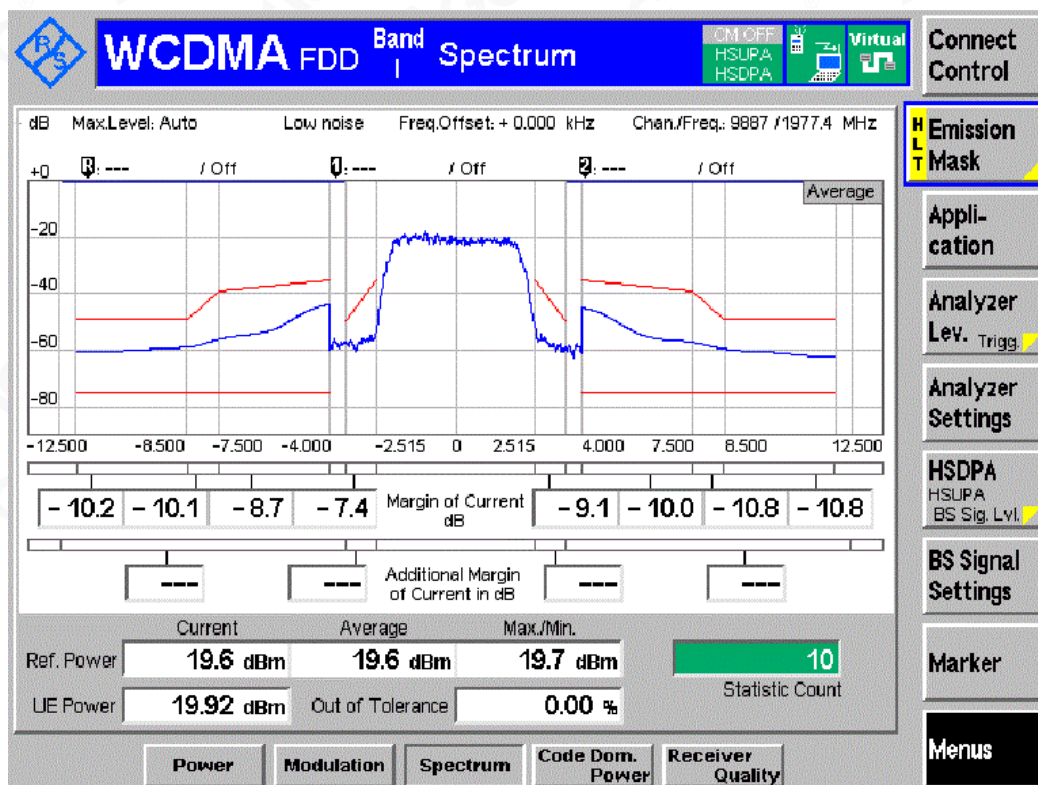 R S
WCDMA FDD Band I Spectrum
CM OFF
HSUPA
HSDPA
Virtual
Connect Control
dB Max.Level: Auto Low noise Freq.Offset: + 0.000 kHz Chan./Freq.: 9887 /1977.4 MHz
HLT
Emission Mask
+0 R: --- / Off 1: --- / Off 2: --- / Off
Average
Appli-
cation
-20
-40
Analyzer
Lev. Trigg.
-60
-80
Analyzer
Settings
-12.500 -8.500 -7.500 -4.000 -2.515 0 2.515 4.000 7.500 8.500 12.500
HSDPA
HSUPA
BS Sig. Lvl.
- 10.2 - 10.1 - 8.7 - 7.4 Margin of Current dB - 9.1 - 10.0 - 10.8 - 10.8
BS Signal
Settings
--- --- Additional Margin of Current in dB --- ---
Current Average Max./Min.
Ref. Power 19.6 dBm 19.6 dBm 19.7 dBm 10
Marker
Statistic Count
UE Power 19.92 dBm Out of Tolerance 0.00 %
Menus
Power Modulation Spectrum Code Dom. Power Receiver Quality